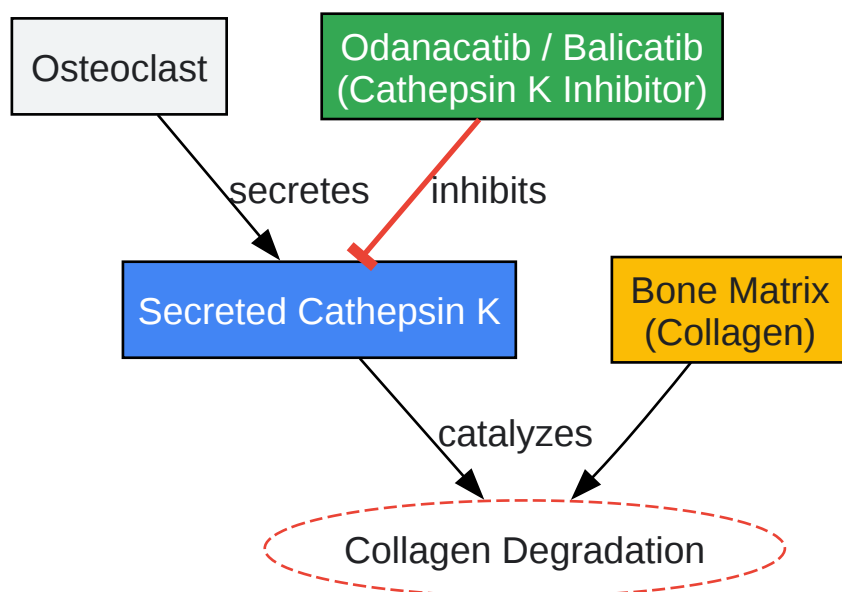 Osteoclast
Odanacatib / Balicatib
(Cathepsin K Inhibitor)
secretes
inhibits
Secreted Cathepsin K
Bone Matrix
(Collagen)
catalyzes
Collagen Degradation